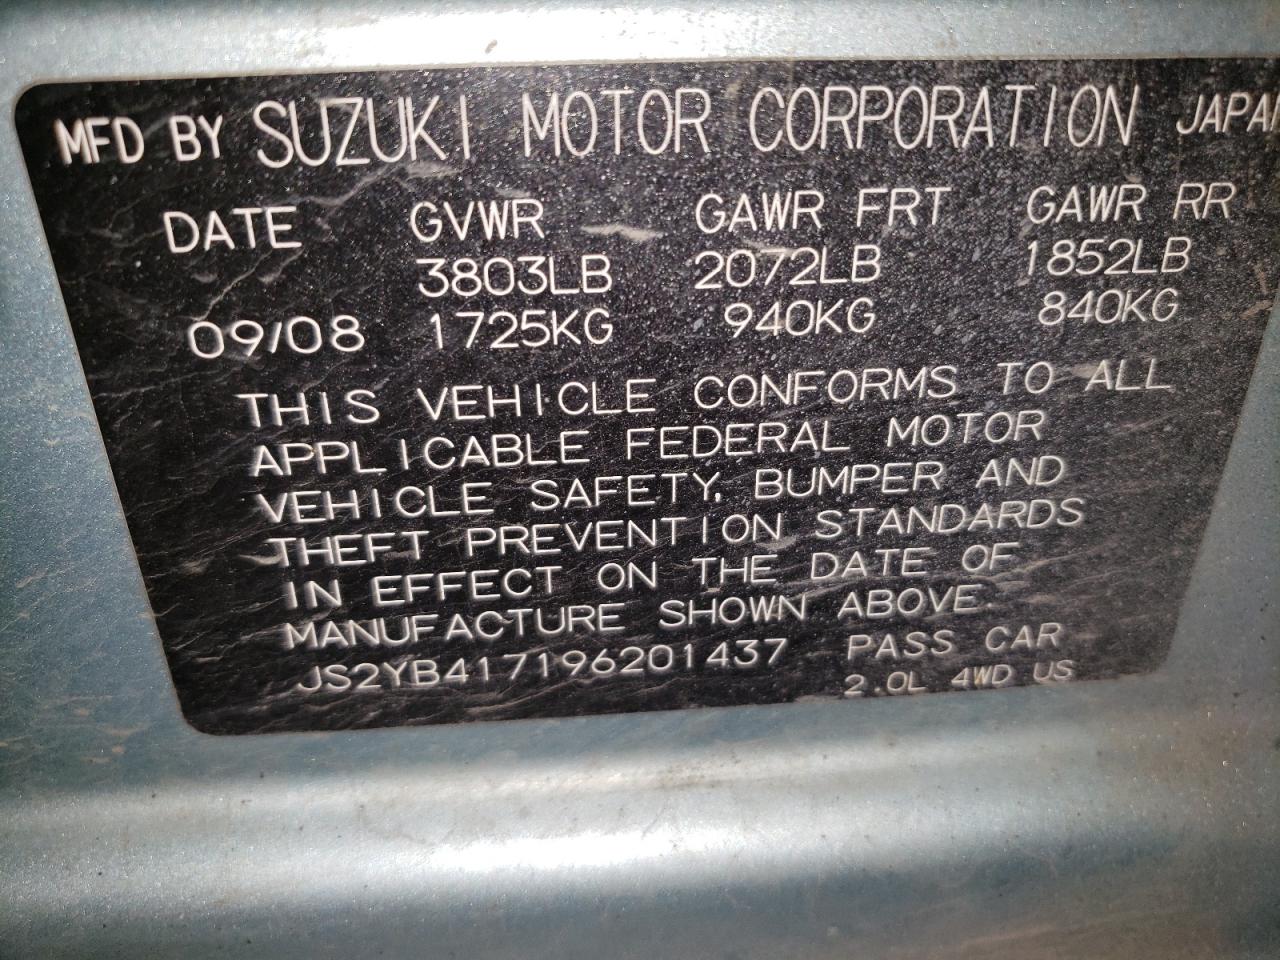 MFD BY SUZUKI MOTOR CORPORATION JAPAN
DATE GVWR GAWR FRT GAWR RR
3803LB 2072LB 1852LB
09/08 1725KG 940KG 840KG
THIS VEHICLE CONFORMS TO ALL
APPLICABLE FEDERAL MOTOR
VEHICLE SAFETY, BUMPER AND
THEFT PREVENTION STANDARDS
IN EFFECT ON THE DATE OF
MANUFACTURE SHOWN ABOVE.
JS2YB417196201437 PASS CAR
2.0L 4WD US